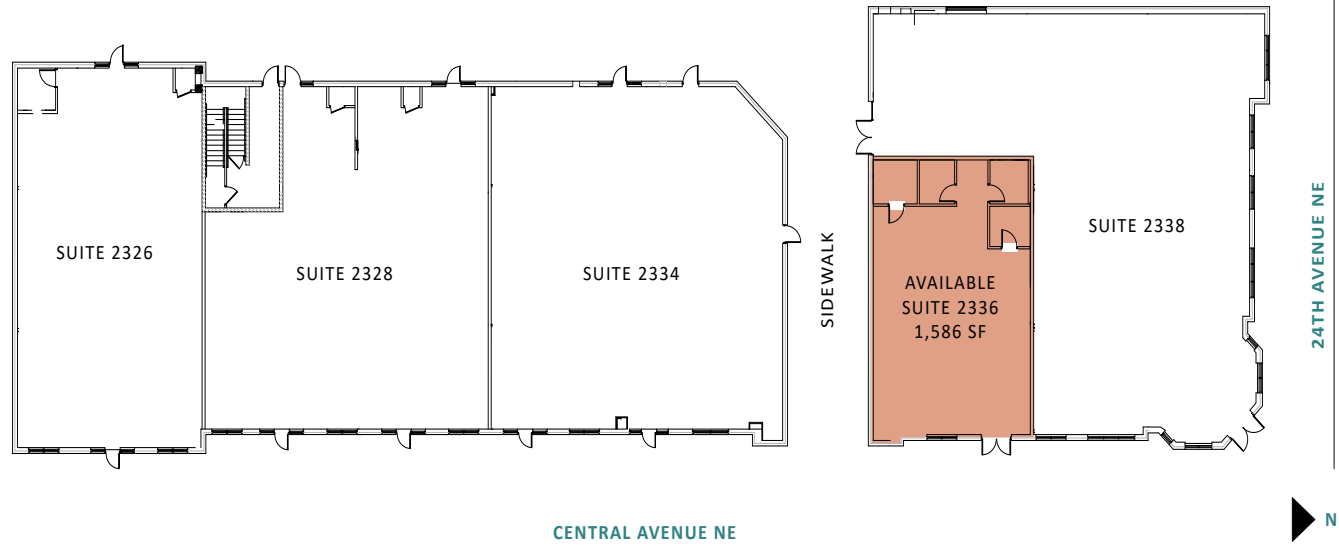 SUITE 2326
SUITE 2328
SUITE 2334
SIDEWALK
AVAILABLE
SUITE 2336
1,586 SF
SUITE 2338
24TH AVENUE NE
CENTRAL AVENUE NE
N